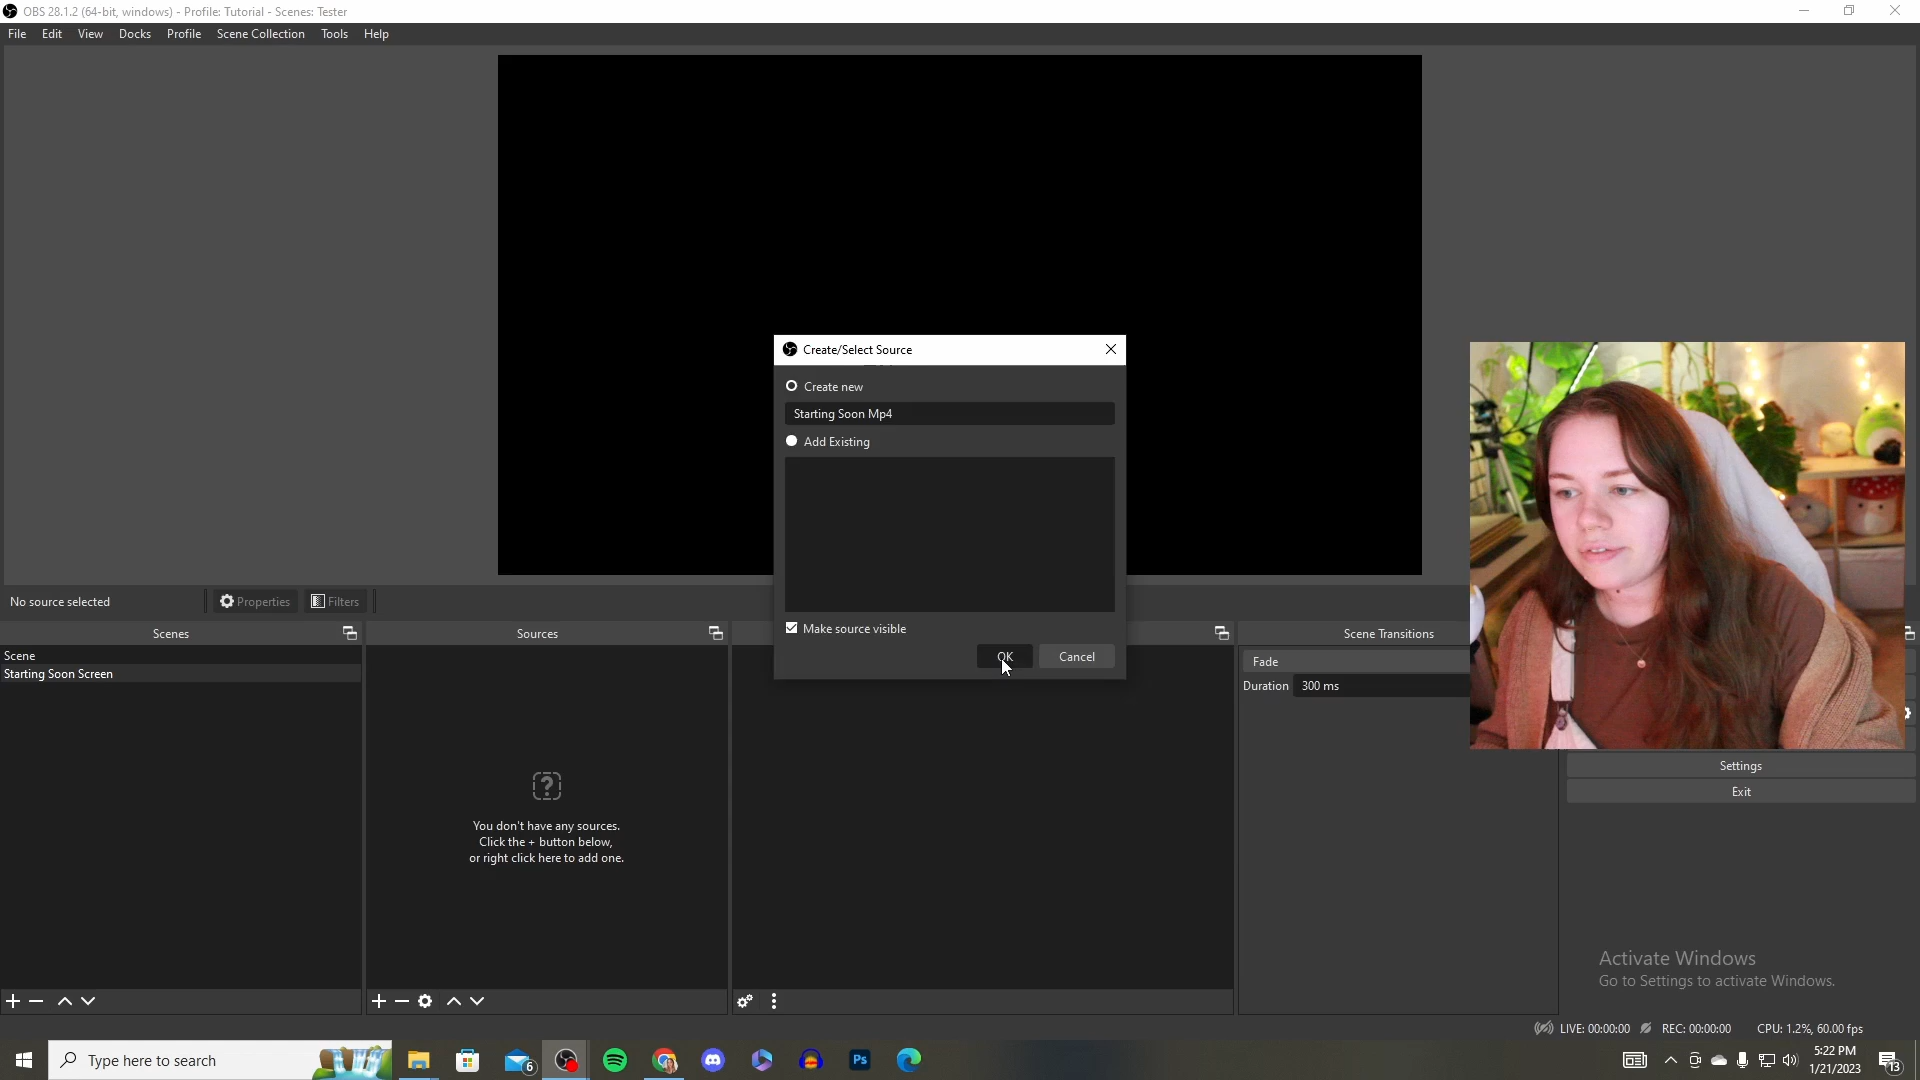 OBS 28.1.2 (64-bit, windows) - Profile: Tutorial - Scenes: Tester
File Edit View Docks Profile Scene Collection Tools Help
Create/Select Source
Create new
Starting Soon Mp4
Add Existing
Make source visible
OK Cancel
No source selected Properties Filters
Scenes Sources Scene Transitions
Scene
Starting Soon Screen
You don't have any sources.
Click the + button below,
or right click here to add one.
Fade
Duration 300 ms
Settings
Exit
Activate Windows
Go to Settings to activate Windows.
LIVE: 00:00:00 REC: 00:00:00 CPU: 1.2%, 60.00 fps
Type here to search
6
Ps
5:22 PM
1/21/2023
13